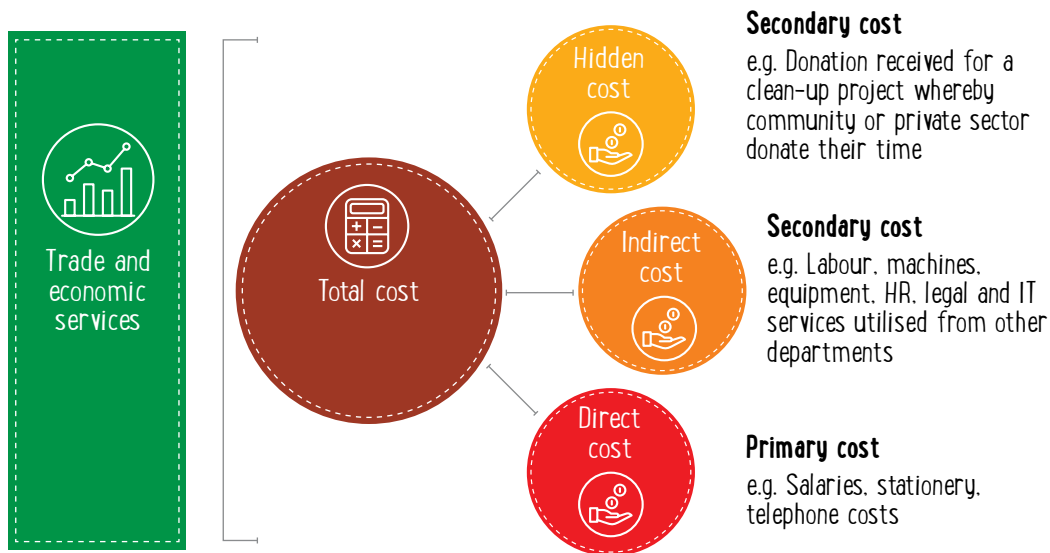 Trade and
economic
services
Total cost
Hidden
cost
Secondary cost
e.g. Donation received for a
clean-up project whereby
community or private sector
donate their time
Indirect
cost
Secondary cost
e.g. Labour, machines,
equipment, HR, legal and IT
services utilised from other
departments
Direct
cost
Primary cost
e.g. Salaries, stationery,
telephone costs